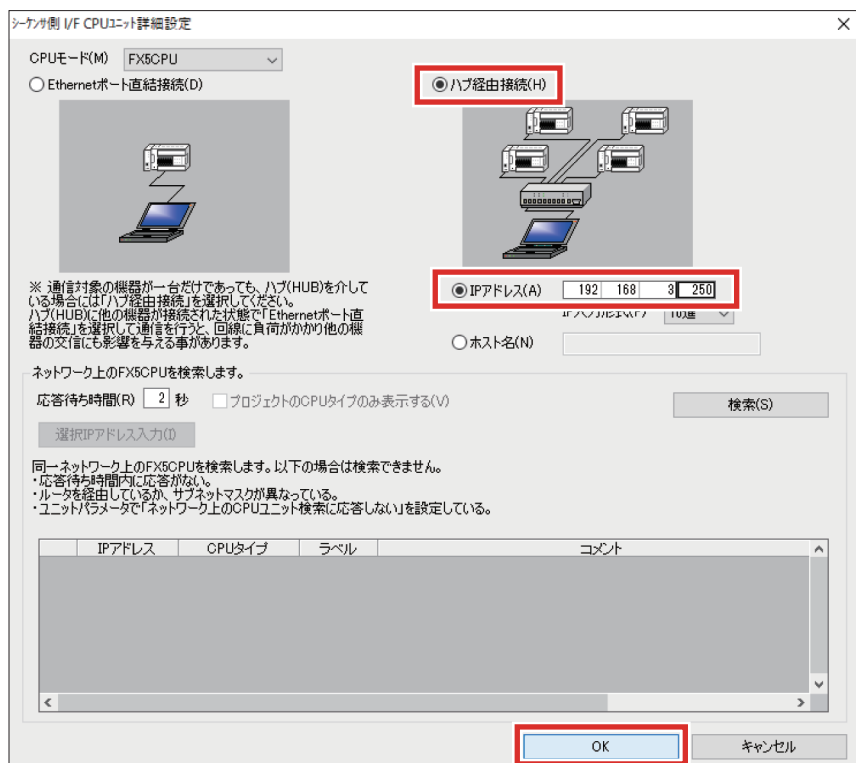 シーケンサ側 I/F CPUユニット詳細設定
CPUモード(M) FX5CPU
Ethernetポート直結接続(D)
ハブ経由接続(H)
※ 通信対象の機器が一台だけであっても、ハブ(HUB)を介して
いる場合には「ハブ経由接続」を選択してください。
ハブ(HUB)に他の機器が接続された状態で「Ethernetポート直
結接続」を選択して通信を行うと、回線に負荷がかかり他の機
器の交信にも影響を与える事があります。
IPアドレス(A) 192 168 3 250
IP入力形式(F) 10進
ホスト名(N)
ネットワーク上のFX5CPUを検索します。
応答待ち時間(R) 2 秒 プロジェクトのCPUタイプのみ表示する(V) 検索(S)
選択IPアドレス入力(I)
同一ネットワーク上のFX5CPUを検索します。以下の場合は検索できません。
・応答待ち時間内に応答がない。
・ルータを経由しているか、サブネットマスクが異なっている。
・ユニットパラメータで「ネットワーク上のCPUユニット検索に応答しない」を設定している。
IPアドレス CPUタイプ ラベル コメント
OK キャンセル